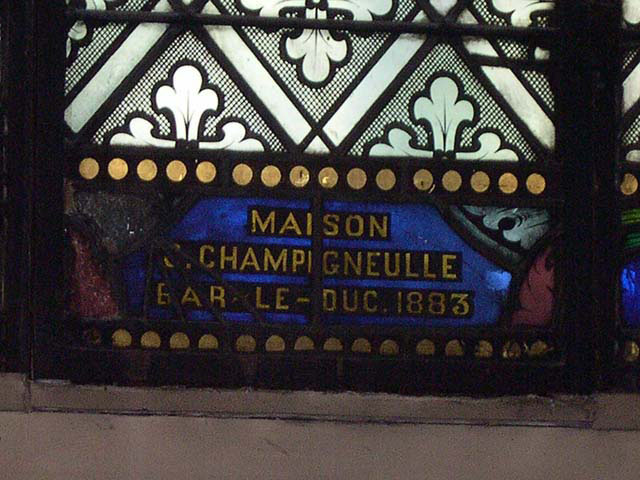 MAISON
G. CHAMPIGNEULLE
BAR-LE-DUC. 1883